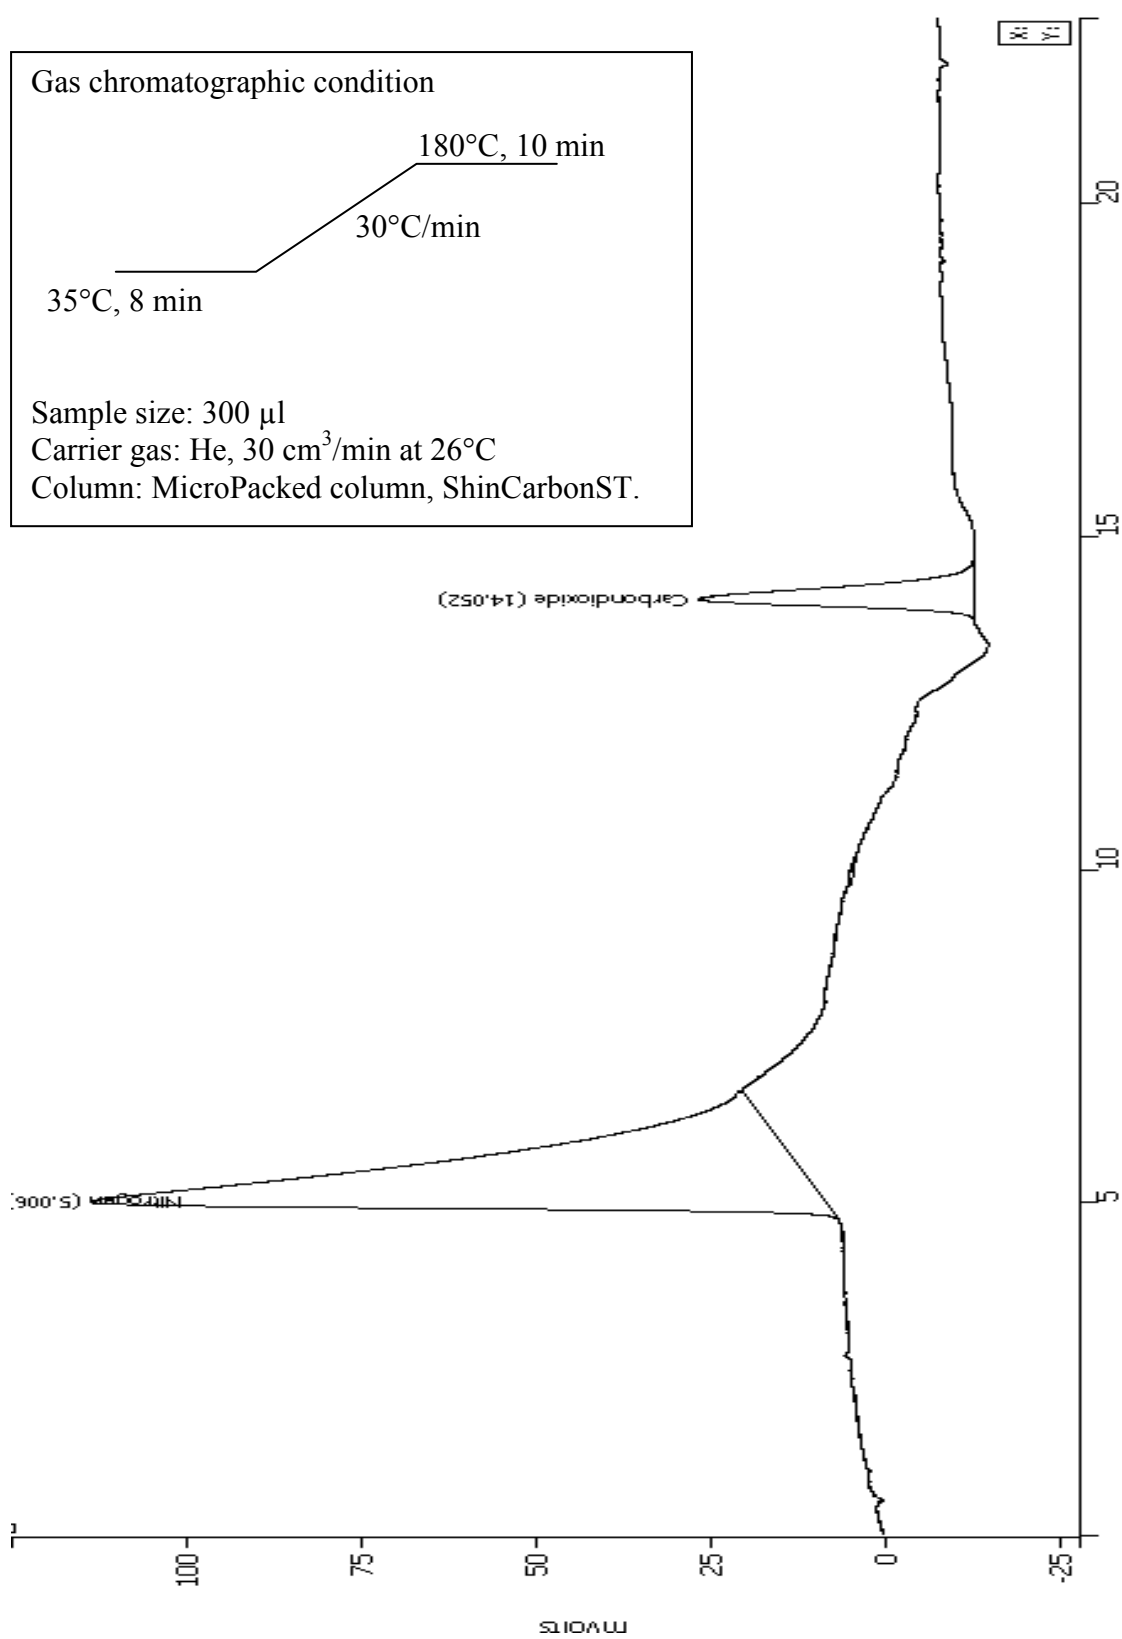 Gas chromatographic condition
180°C, 10 min
30°C/min
35°C, 8 min
Sample size: 300 µl
Carrier gas: He, 30 cm³/min at 26°C
Column: MicroPacked column, ShinCarbonST.
X:
Y:
20
15
Carbondioxide (14.052)
10
Nitrogen (5.006)
5
100
75
50
25
0
-25
mvolts